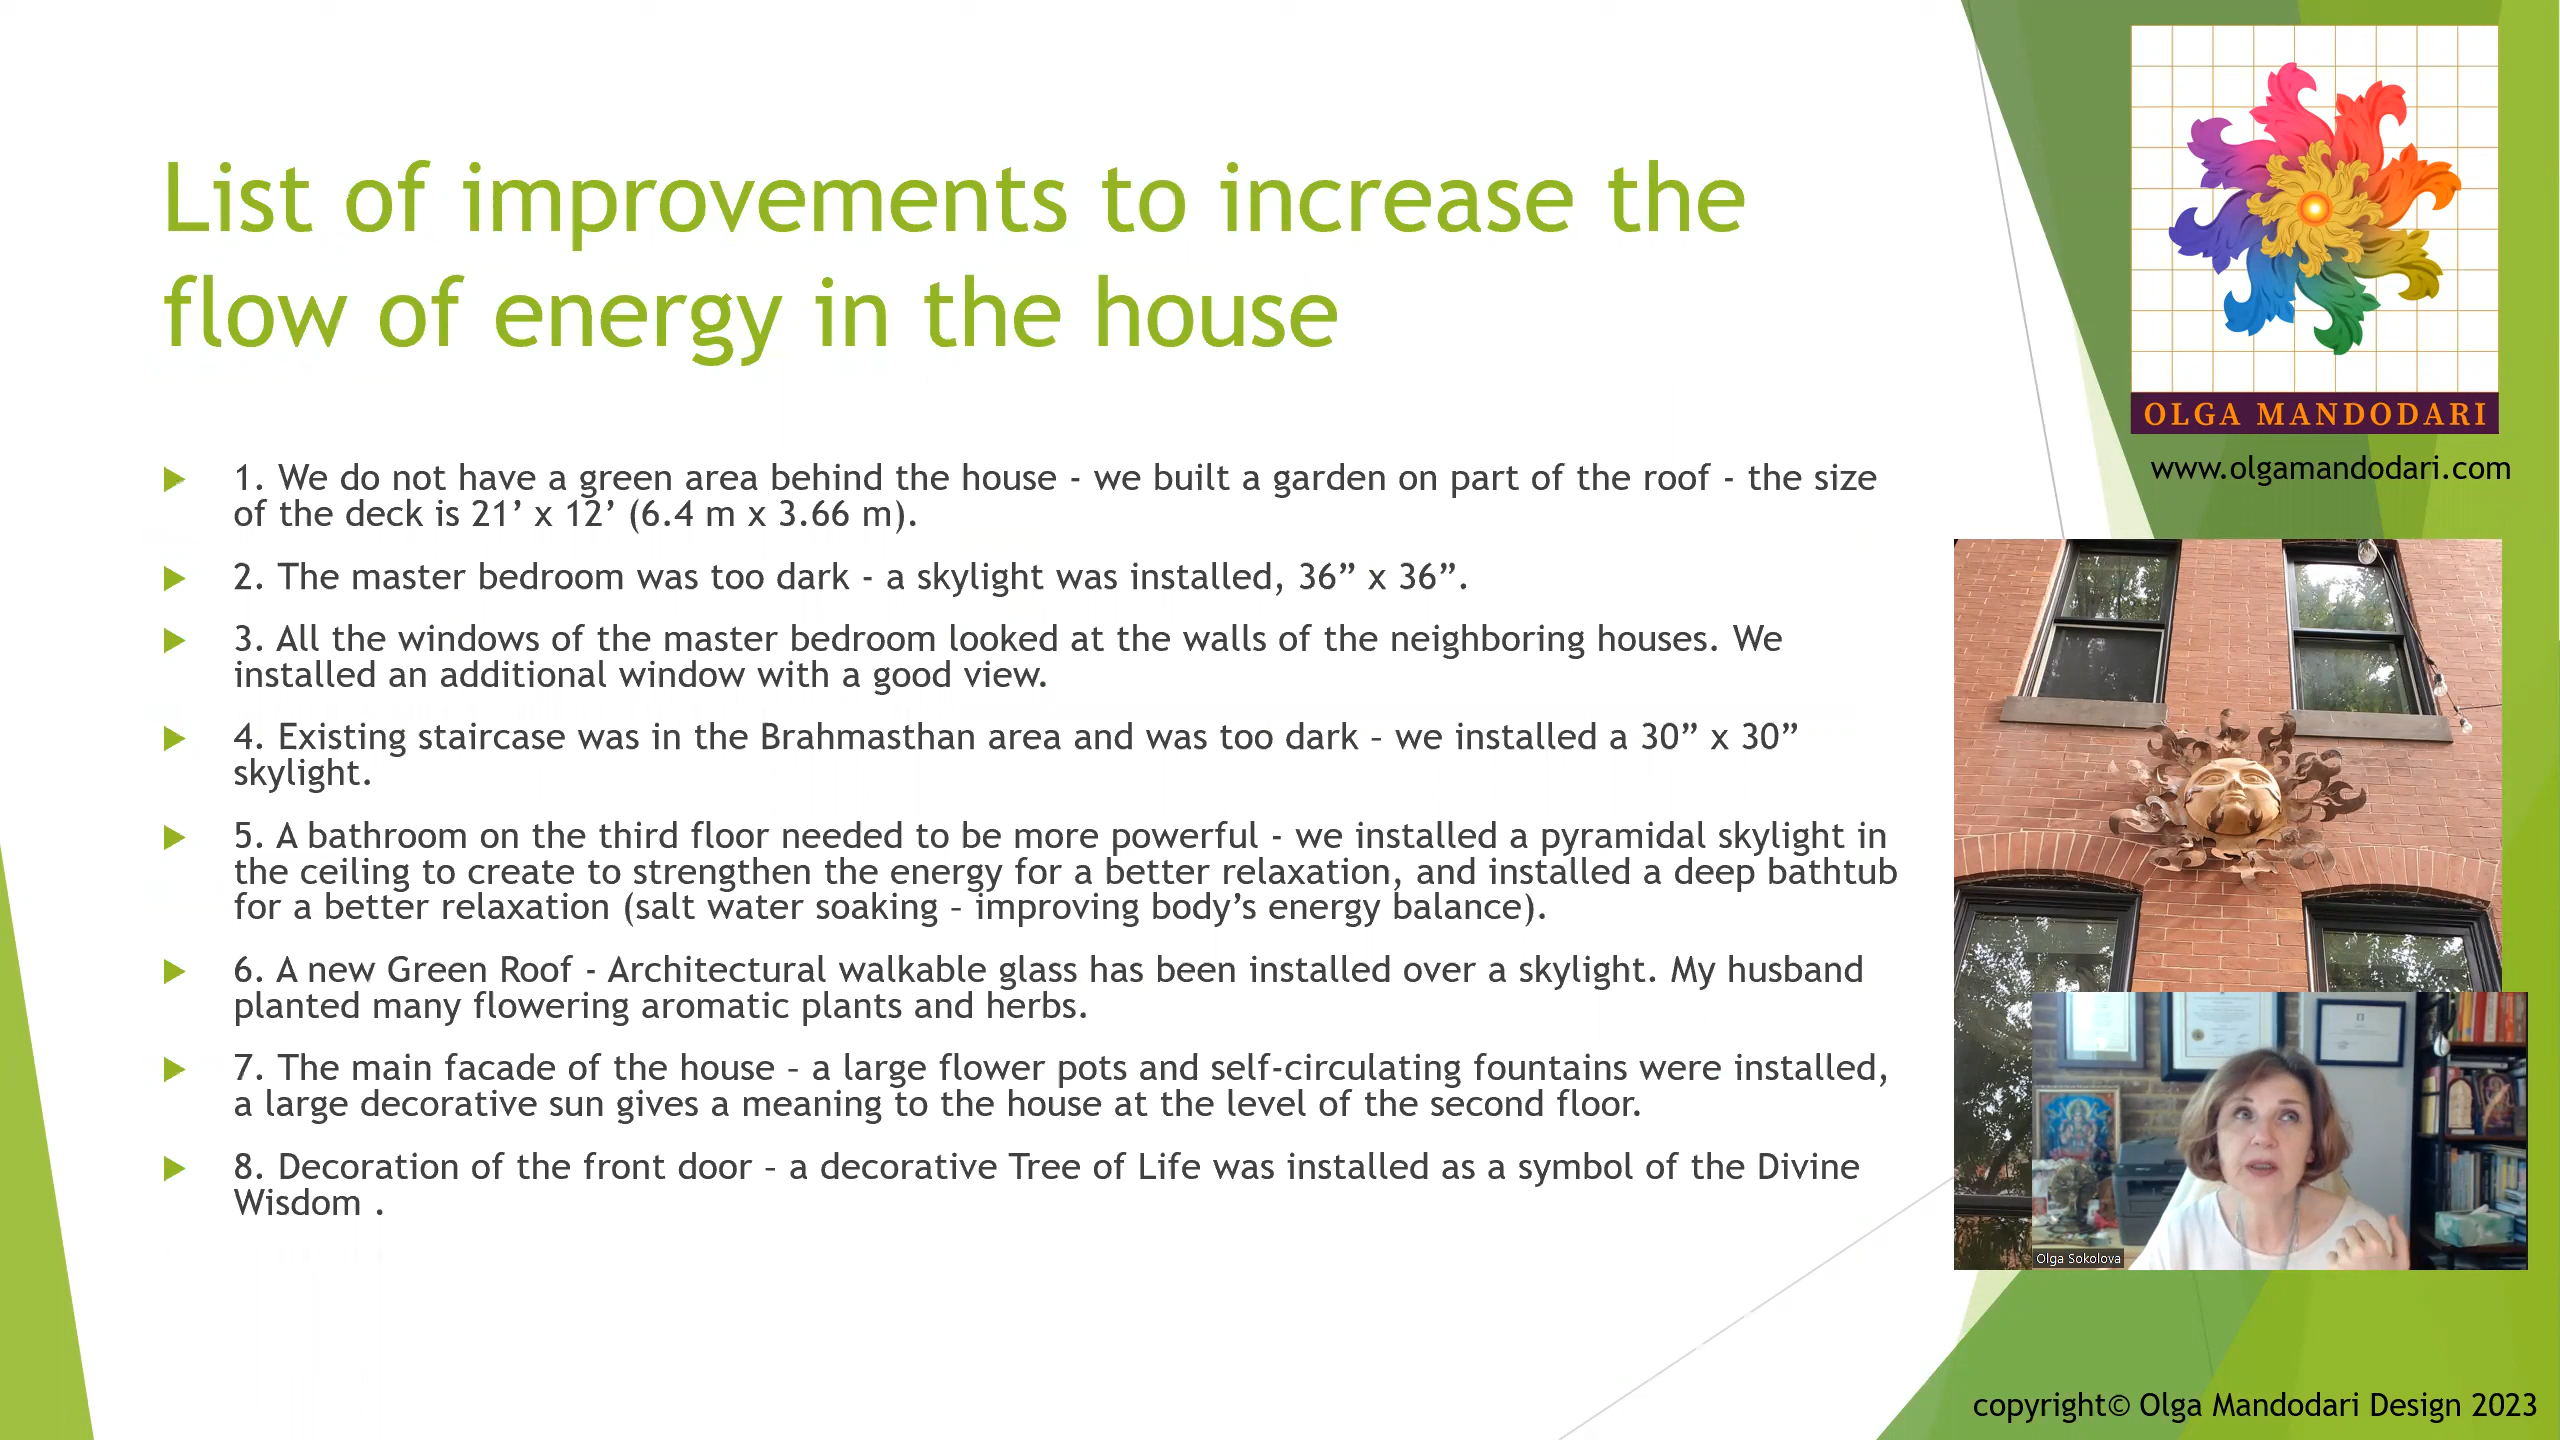 List of improvements to increase the
flow of energy in the house
1. We do not have a green area behind the house - we built a garden on part of the roof - the size
of the deck is 21’ x 12’ (6.4 m x 3.66 m).
2. The master bedroom was too dark - a skylight was installed, 36” x 36”.
3. All the windows of the master bedroom looked at the walls of the neighboring houses. We
installed an additional window with a good view.
4. Existing staircase was in the Brahmasthan area and was too dark – we installed a 30” x 30”
skylight.
5. A bathroom on the third floor needed to be more powerful - we installed a pyramidal skylight in
the ceiling to create to strengthen the energy for a better relaxation, and installed a deep bathtub
for a better relaxation (salt water soaking – improving body’s energy balance).
6. A new Green Roof - Architectural walkable glass has been installed over a skylight. My husband
planted many flowering aromatic plants and herbs.
7. The main facade of the house – a large flower pots and self-circulating fountains were installed,
a large decorative sun gives a meaning to the house at the level of the second floor.
8. Decoration of the front door – a decorative Tree of Life was installed as a symbol of the Divine
Wisdom .
OLGA MANDODARI
www.olgamandodari.com
Olga Sokolova
copyright© Olga Mandodari Design 2023